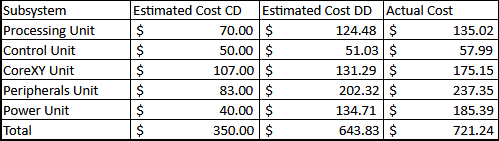 Subsystem Estimated Cost CD Estimated Cost DD Actual Cost
Processing Unit $ 70.00 $ 124.48 $ 135.02
Control Unit $ 50.00 $ 51.03 $ 57.99
CoreXY Unit $ 107.00 $ 131.29 $ 175.15
Peripherals Unit $ 83.00 $ 202.32 $ 237.35
Power Unit $ 40.00 $ 134.71 $ 185.39
Total $ 350.00 $ 643.83 $ 721.24